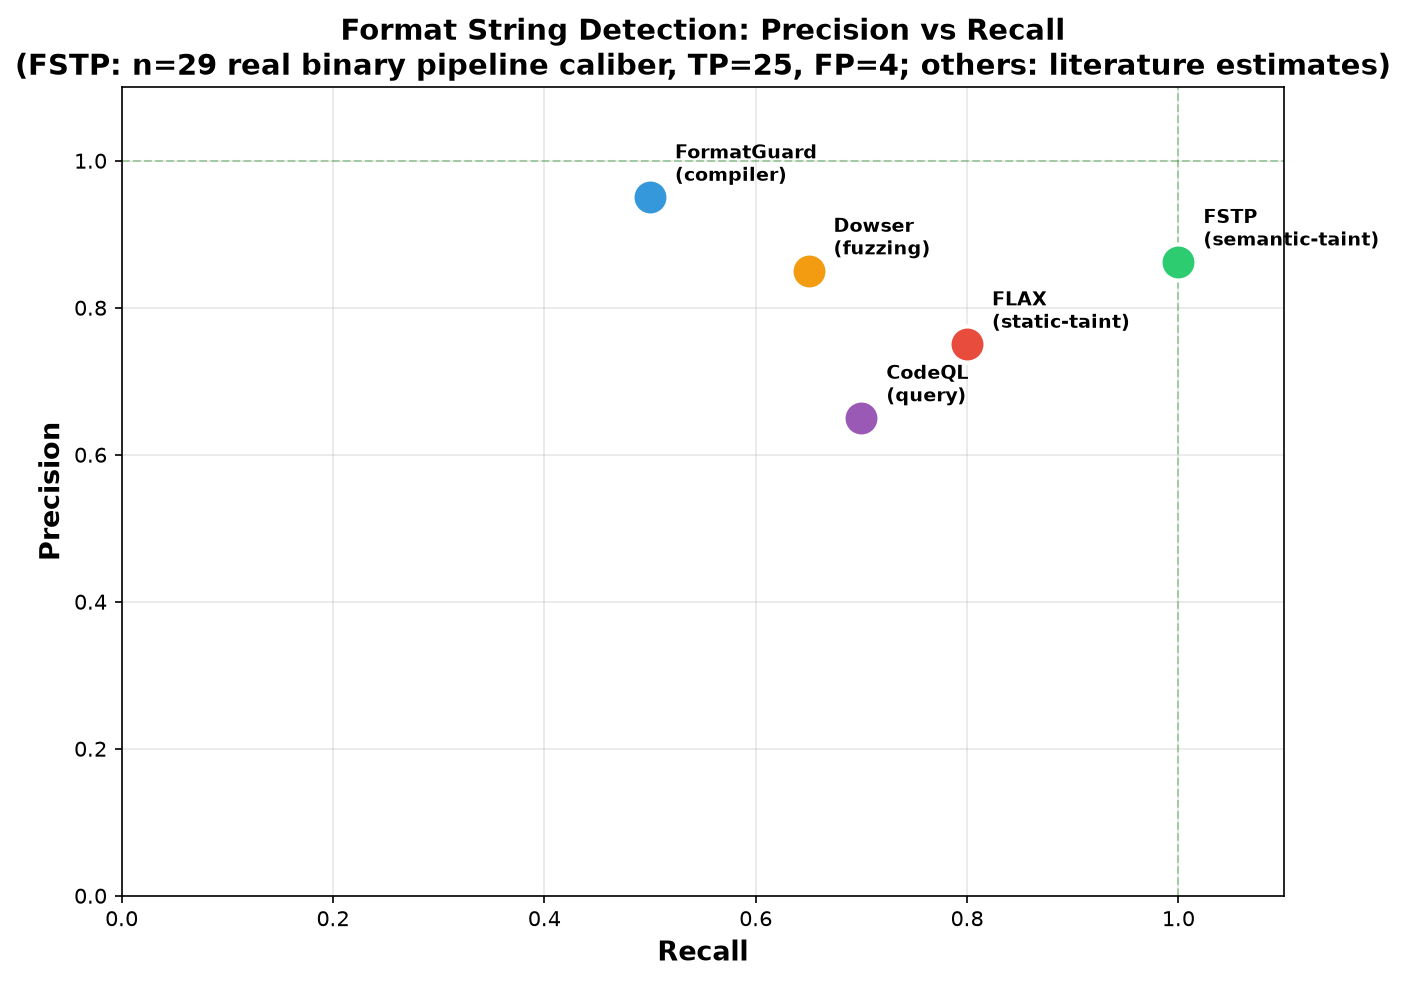 Format String Detection: Precision vs Recall
(FSTP: n=29 real binary pipeline caliber, TP=25, FP=4; others: literature estimates)
FormatGuard
(compiler)
Dowser
(fuzzing)
FSTP
(semantic-taint)
FLAX
(static-taint)
CodeQL
(query)
Precision
1.0
0.8
0.6
0.4
0.2
0.0
0.0 0.2 0.4 0.6 0.8 1.0
Recall